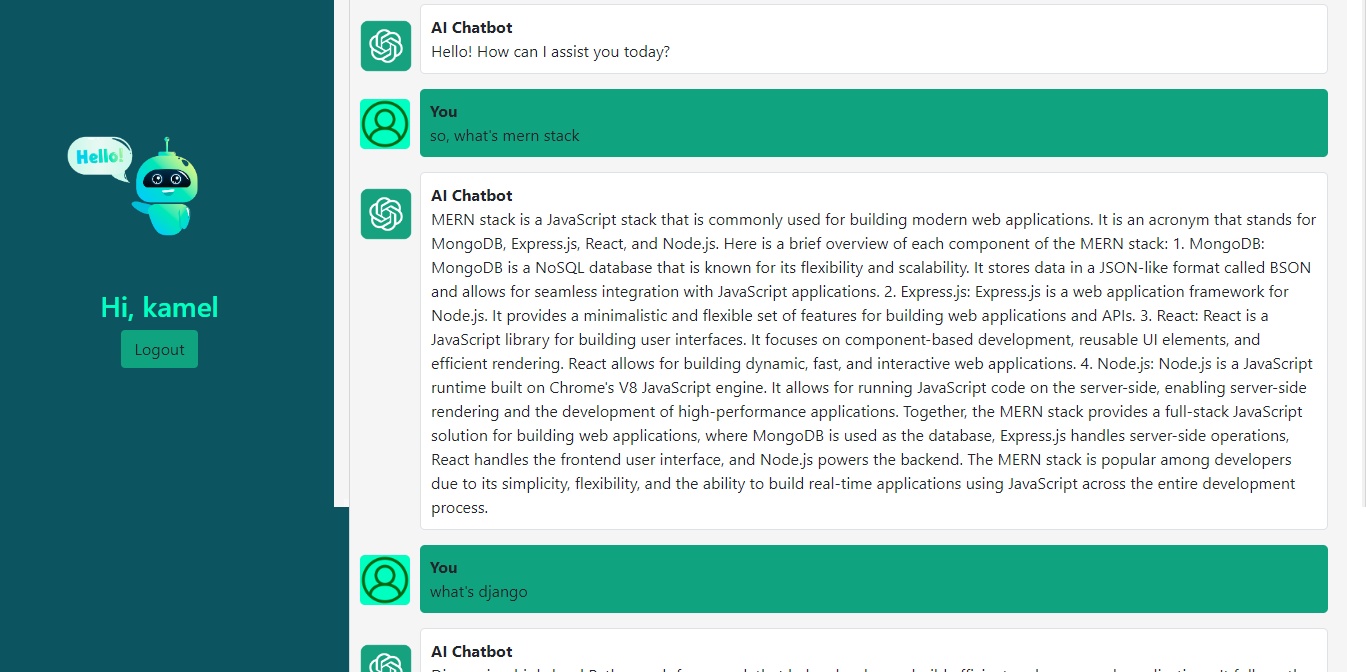 AI Chatbot
Hello! How can I assist you today?
You
so, what's mern stack
Hello!
Hi, kamel
Logout
AI Chatbot
MERN stack is a JavaScript stack that is commonly used for building modern web applications. It is an acronym that stands for
MongoDB, Express.js, React, and Node.js. Here is a brief overview of each component of the MERN stack: 1. MongoDB:
MongoDB is a NoSQL database that is known for its flexibility and scalability. It stores data in a JSON-like format called BSON
and allows for seamless integration with JavaScript applications. 2. Express.js: Express.js is a web application framework for
Node.js. It provides a minimalistic and flexible set of features for building web applications and APIs. 3. React: React is a
JavaScript library for building user interfaces. It focuses on component-based development, reusable UI elements, and
efficient rendering. React allows for building dynamic, fast, and interactive web applications. 4. Node.js: Node.js is a JavaScript
runtime built on Chrome's V8 JavaScript engine. It allows for running JavaScript code on the server-side, enabling server-side
rendering and the development of high-performance applications. Together, the MERN stack provides a full-stack JavaScript
solution for building web applications, where MongoDB is used as the database, Express.js handles server-side operations,
React handles the frontend user interface, and Node.js powers the backend. The MERN stack is popular among developers
due to its simplicity, flexibility, and the ability to build real-time applications using JavaScript across the entire development
process.
You
what's django
AI Chatbot